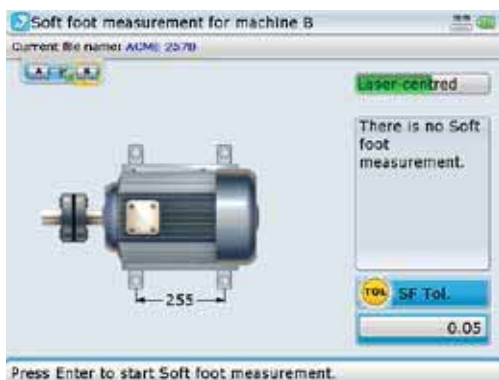 Soft foot measurement for machine B
Current file name: ACME 257B
A B
Laser centred
There is no Soft
foot
measurement.
255
TOL SF Tol.
0.05
Press Enter to start Soft foot measurement.